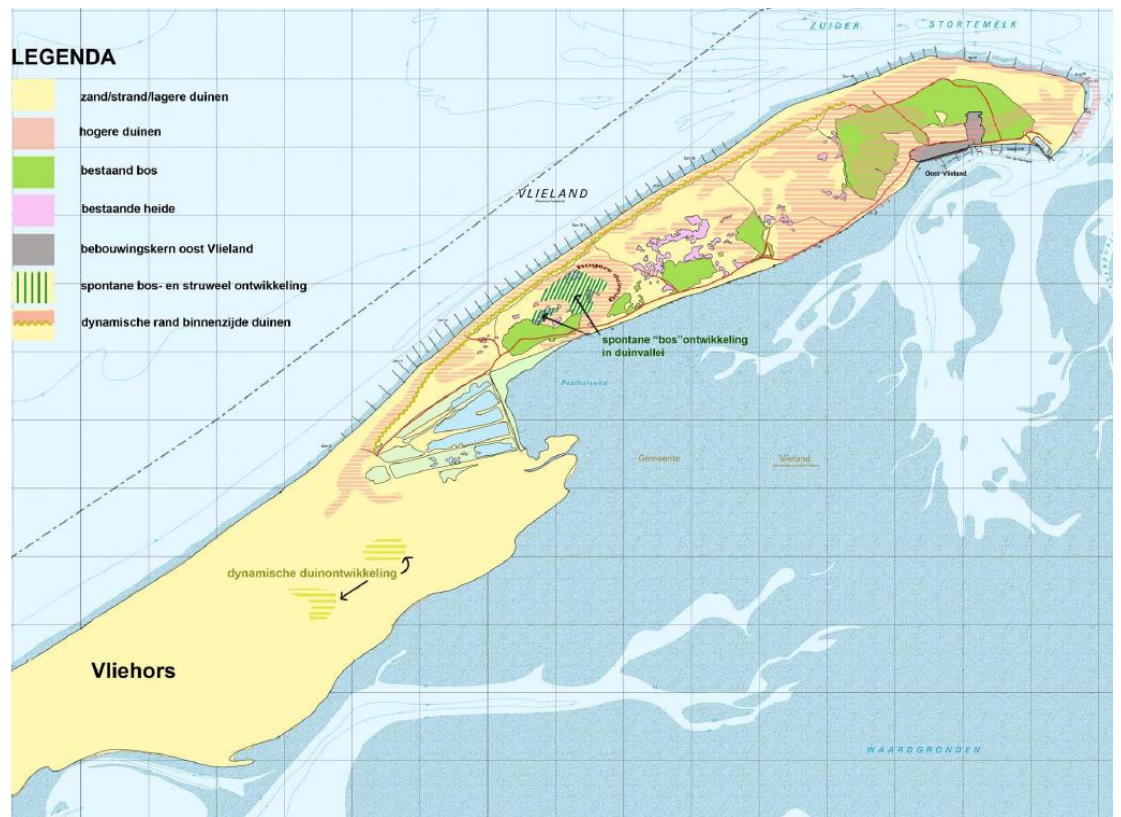 ZUIDER STORTEMELK
LEGENDA
zand/strand/lagere duinen
hogere duinen
bestaand bos
bestaande heide
bebouwingskern oost Vlieland
spontane bos- en struweel ontwikkeling
dynamische rand binnenzijde duinen
VLIELAND
Oost-Vlieland
hogere duinen
spontane "bos"ontwikkeling
in duinvallei
Gemeente Vlieland
dynamische duinontwikkeling
Vliehors
WAARDGRONDEN